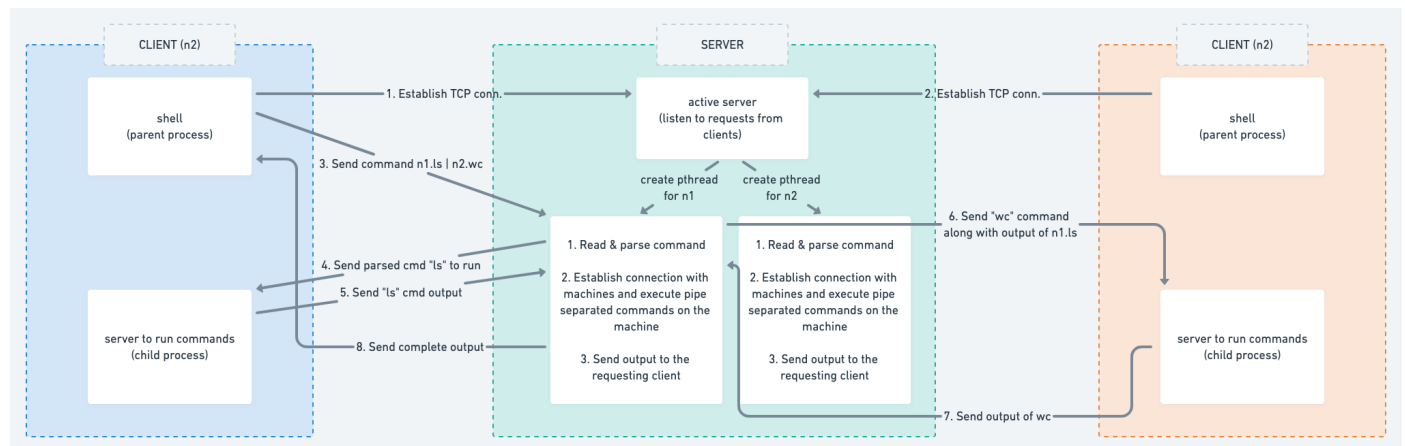 CLIENT (n2)
SERVER
CLIENT (n2)
shell
(parent process)
1. Establish TCP conn.
active server
(listen to requests from
clients)
2. Establish TCP conn.
shell
(parent process)
3. Send command n1.ls | n2.wc
create pthread
for n1
create pthread
for n2
6. Send "wc" command
along with output of n1.ls
4. Send parsed cmd "ls" to run
5. Send "ls" cmd output
1. Read & parse command
2. Establish connection with
machines and execute pipe
separated commands on the
machine
3. Send output to the
requesting client
1. Read & parse command
2. Establish connection with
machines and execute pipe
separated commands on the
machine
3. Send output to the
requesting client
server to run commands
(child process)
8. Send complete output
server to run commands
(child process)
7. Send output of wc